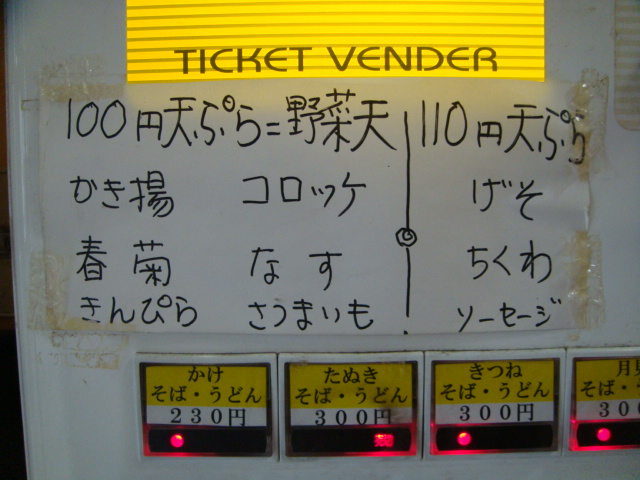 TICKET VENDER
100円天ぷら=野菜天 110円天ぷら
かき揚 コロッケ げそ
春菊 なす ちくわ
きんぴら さつまいも ソーセージ
かけ
そば・うどん
230円
たぬき
そば・うどん
300円
きつね
そば・うどん
300円
月見
そば・
300